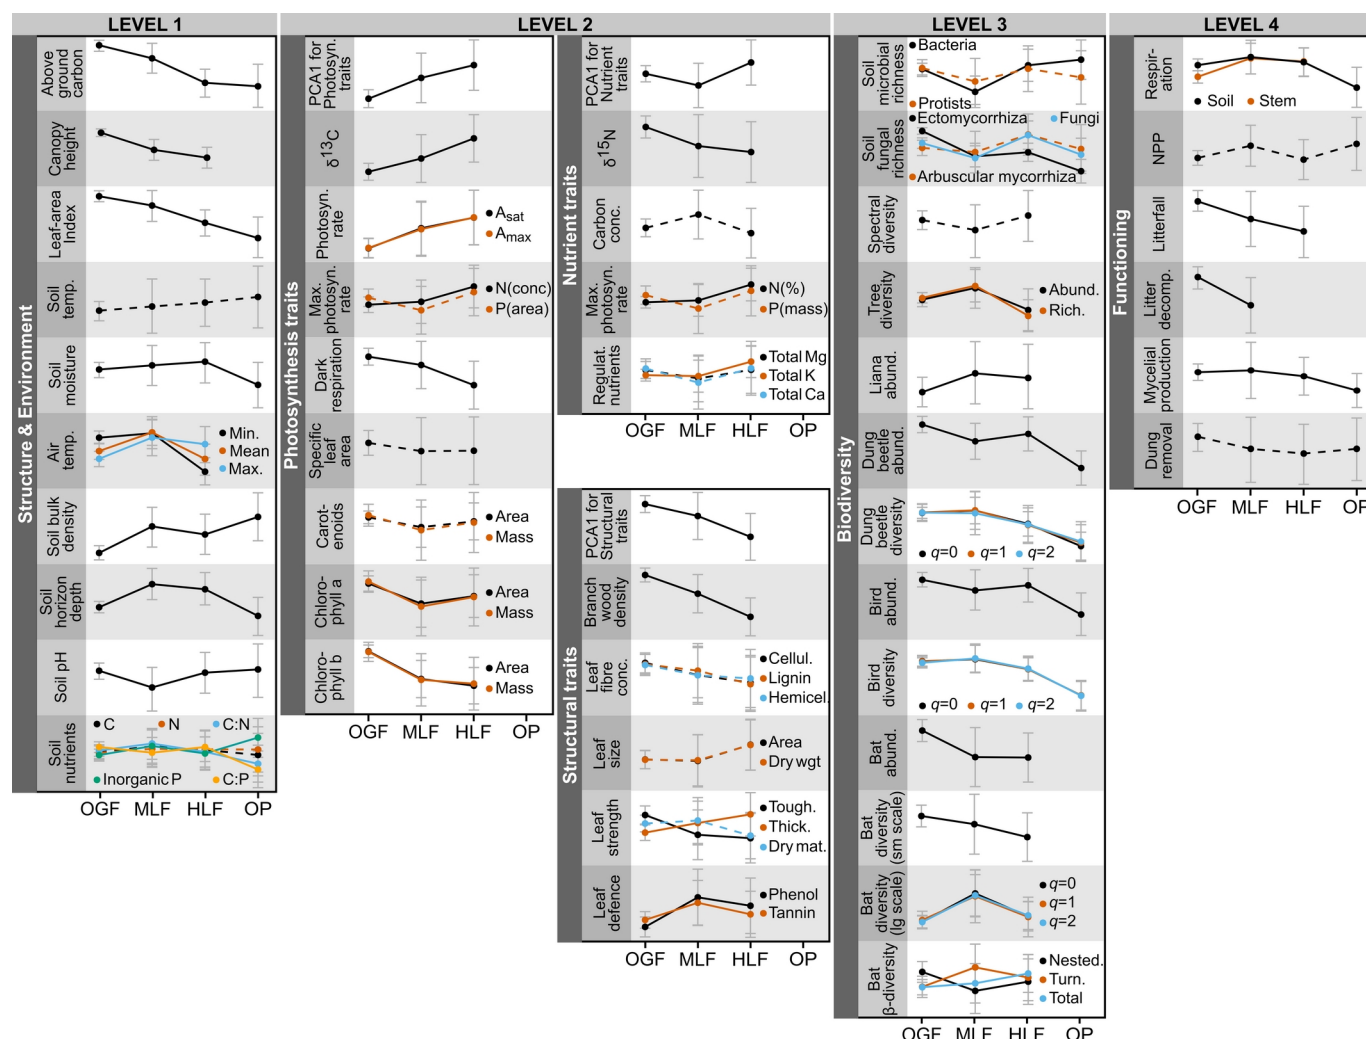 LEVEL 1
LEVEL 2
LEVEL 3
LEVEL 4
Structure & Environment
Above
ground
carbon
Canopy
height
Leaf-area
Index
Soil
temp.
Soil
moisture
Air
temp.
Min.
Mean
Max.
Soil bulk
density
Soil
horizon
depth
Soil pH
Soil
nutrients
C
N
C:N
Inorganic P
C:P
OGF MLF HLF OP
Photosynthesis traits
PCA1 for
Photosyn.
traits
δ13C
Photosyn.
rate
Asat
Amax
Max.
photosyn.
rate
N(conc)
P(area)
Dark
respiration
Specific
leaf
area
Carot-
enoids
Area
Mass
Chloro-
phyll a
Area
Mass
Chloro-
phyll b
Area
Mass
OGF MLF HLF OP
Nutrient traits
PCA1 for
Nutrient
traits
δ15N
Carbon
conc.
Max.
photosyn.
rate
N(%)
P(mass)
Regulat.
nutrients
Total Mg
Total K
Total Ca
OGF MLF HLF OP
Structural traits
PCA1 for
Structural
traits
Branch
wood
density
Leaf
fibre
conc.
Cellul.
Lignin
Hemicel.
Leaf
size
Area
Dry wgt
Leaf
strength
Tough.
Thick.
Dry mat.
Leaf
defence
Phenol
Tannin
OGF MLF HLF OP
Biodiversity
Soil
microbial
richness
Bacteria
Protists
Soil
fungal
richness
Ectomycorrhiza
Fungi
Arbuscular mycorrhiza
Spectral
diversity
Tree
diversity
Abund.
Rich.
Liana
abund.
Dung
beetle
abund.
Dung
beetle
diversity
q=0 q=1 q=2
Bird
abund.
Bird
diversity
q=0 q=1 q=2
Bat
abund.
Bat
diversity
(sm scale)
Bat
diversity
(lg scale)
q=0
q=1
q=2
Bat
β-diversity
Nested.
Turn.
Total
OGF MLF HLF OP
Functioning
Respir-
ation
Soil
Stem
NPP
Litterfall
Litter
decomp.
Mycelial
production
Dung
removal
OGF MLF HLF OP